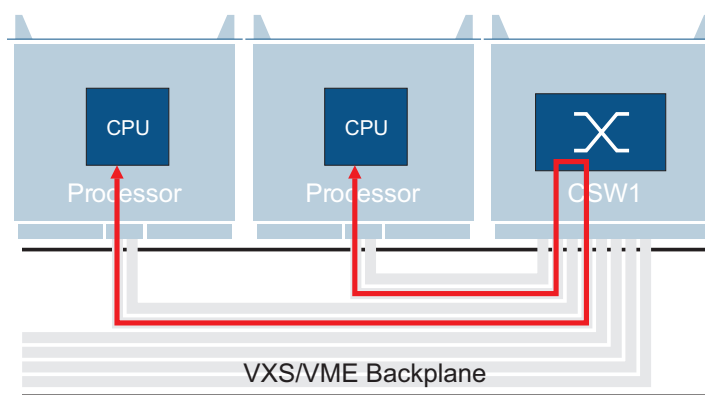 CPU
CPU
Processor
Processor
CSW1
VXS/VME Backplane